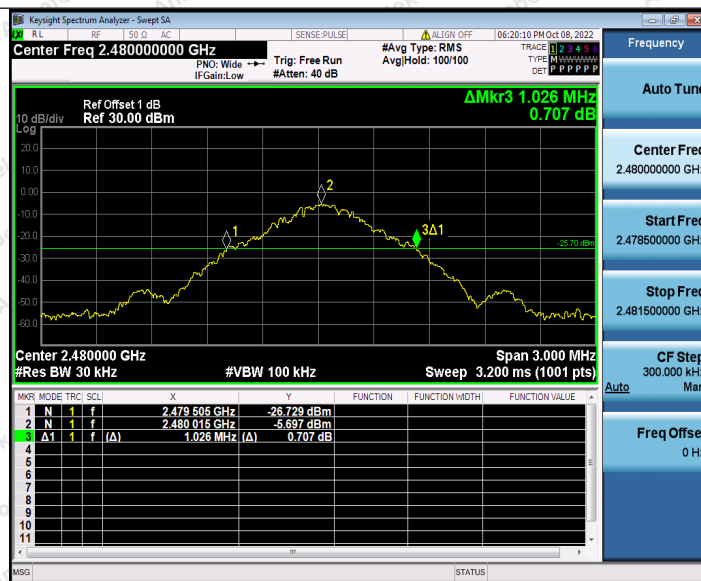 Keysight Spectrum Analyzer - Swept SA
RL RF 50 Ω AC SENSE:PULSE ALIGN OFF 06:20:10 PM Oct 08, 2022
Center Freq 2.480000000 GHz
PNO: Wide
IFGain:Low
Trig: Free Run
#Atten: 40 dB
#Avg Type: RMS
Avg|Hold: 100/100
TRACE 1 2 3 4 5 6
TYPE M W W W W W
DET P P P P P P
ΔMkr3 1.026 MHz
0.707 dB
Ref Offset 1 dB
10 dB/div Ref 30.00 dBm
Log
20.0
10.0
0.00
-10.0
-20.0
-30.0
-40.0
-50.0
-60.0
1
2
3Δ1
-25.70 dBm
Center 2.480000 GHz Span 3.000 MHz
#Res BW 30 kHz #VBW 100 kHz Sweep 3.200 ms (1001 pts)
MKR MODE TRC SCL X Y FUNCTION FUNCTION WIDTH FUNCTION VALUE
1 N 1 f 2.479 505 GHz -26.729 dBm
2 N 1 f 2.480 015 GHz -5.697 dBm
3 Δ1 1 f (Δ) 1.026 MHz (Δ) 0.707 dB
4
5
6
7
8
9
10
11
MSG STATUS
Frequency
Auto Tune
Center Freq
2.480000000 GHz
Start Freq
2.478500000 GHz
Stop Freq
2.481500000 GHz
CF Step
300.000 kHz
Auto Man
Freq Offset
0 Hz